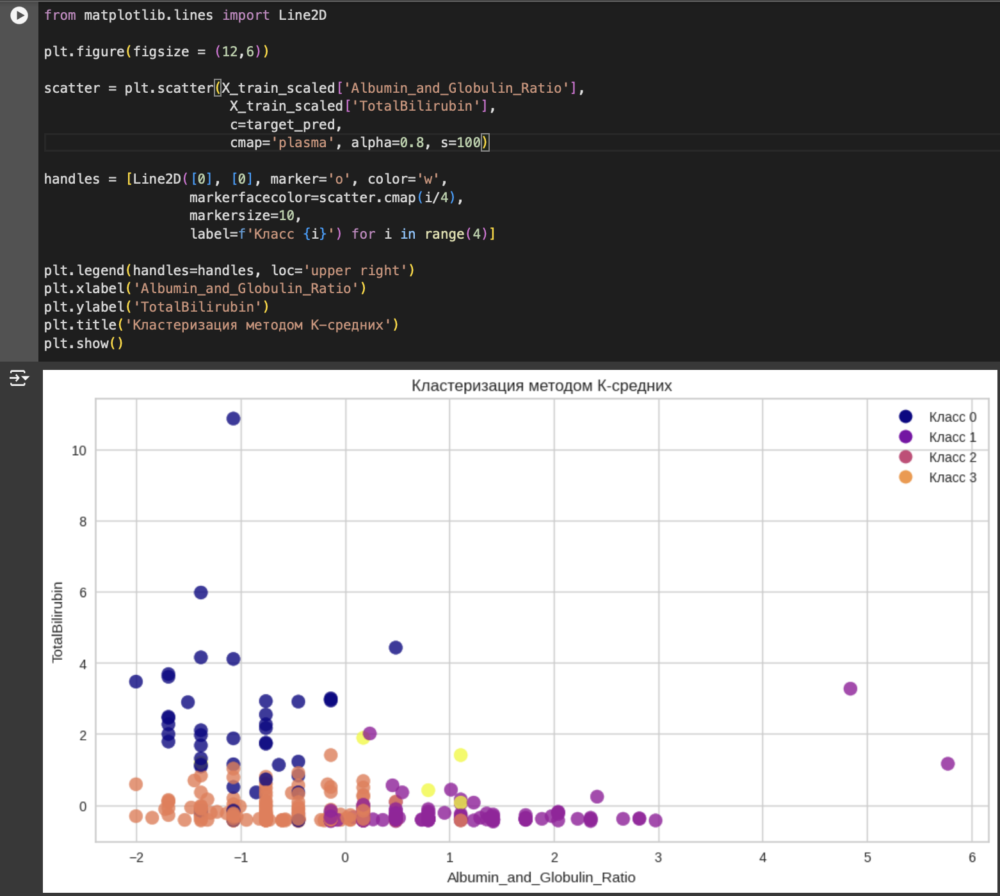 from matplotlib.lines import Line2D
plt.figure(figsize = (12,6))
scatter = plt.scatter(X_train_scaled['Albumin_and_Globulin_Ratio'],
X_train_scaled['TotalBilirubin'],
c=target_pred,
cmap='plasma', alpha=0.8, s=100)
handles = [Line2D([0], [0], marker='o', color='w',
markerfacecolor=scatter.cmap(i/4),
markersize=10,
label=f'Класс {i}') for i in range(4)]
plt.legend(handles=handles, loc='upper right')
plt.xlabel('Albumin_and_Globulin_Ratio')
plt.ylabel('TotalBilirubin')
plt.title('Кластеризация методом К-средних')
plt.show()
Кластеризация методом К-средних
Класс 0
Класс 1
Класс 2
Класс 3
10
8
6
4
2
0
TotalBilirubin
−2 −1 0 1 2 3 4 5 6
Albumin_and_Globulin_Ratio